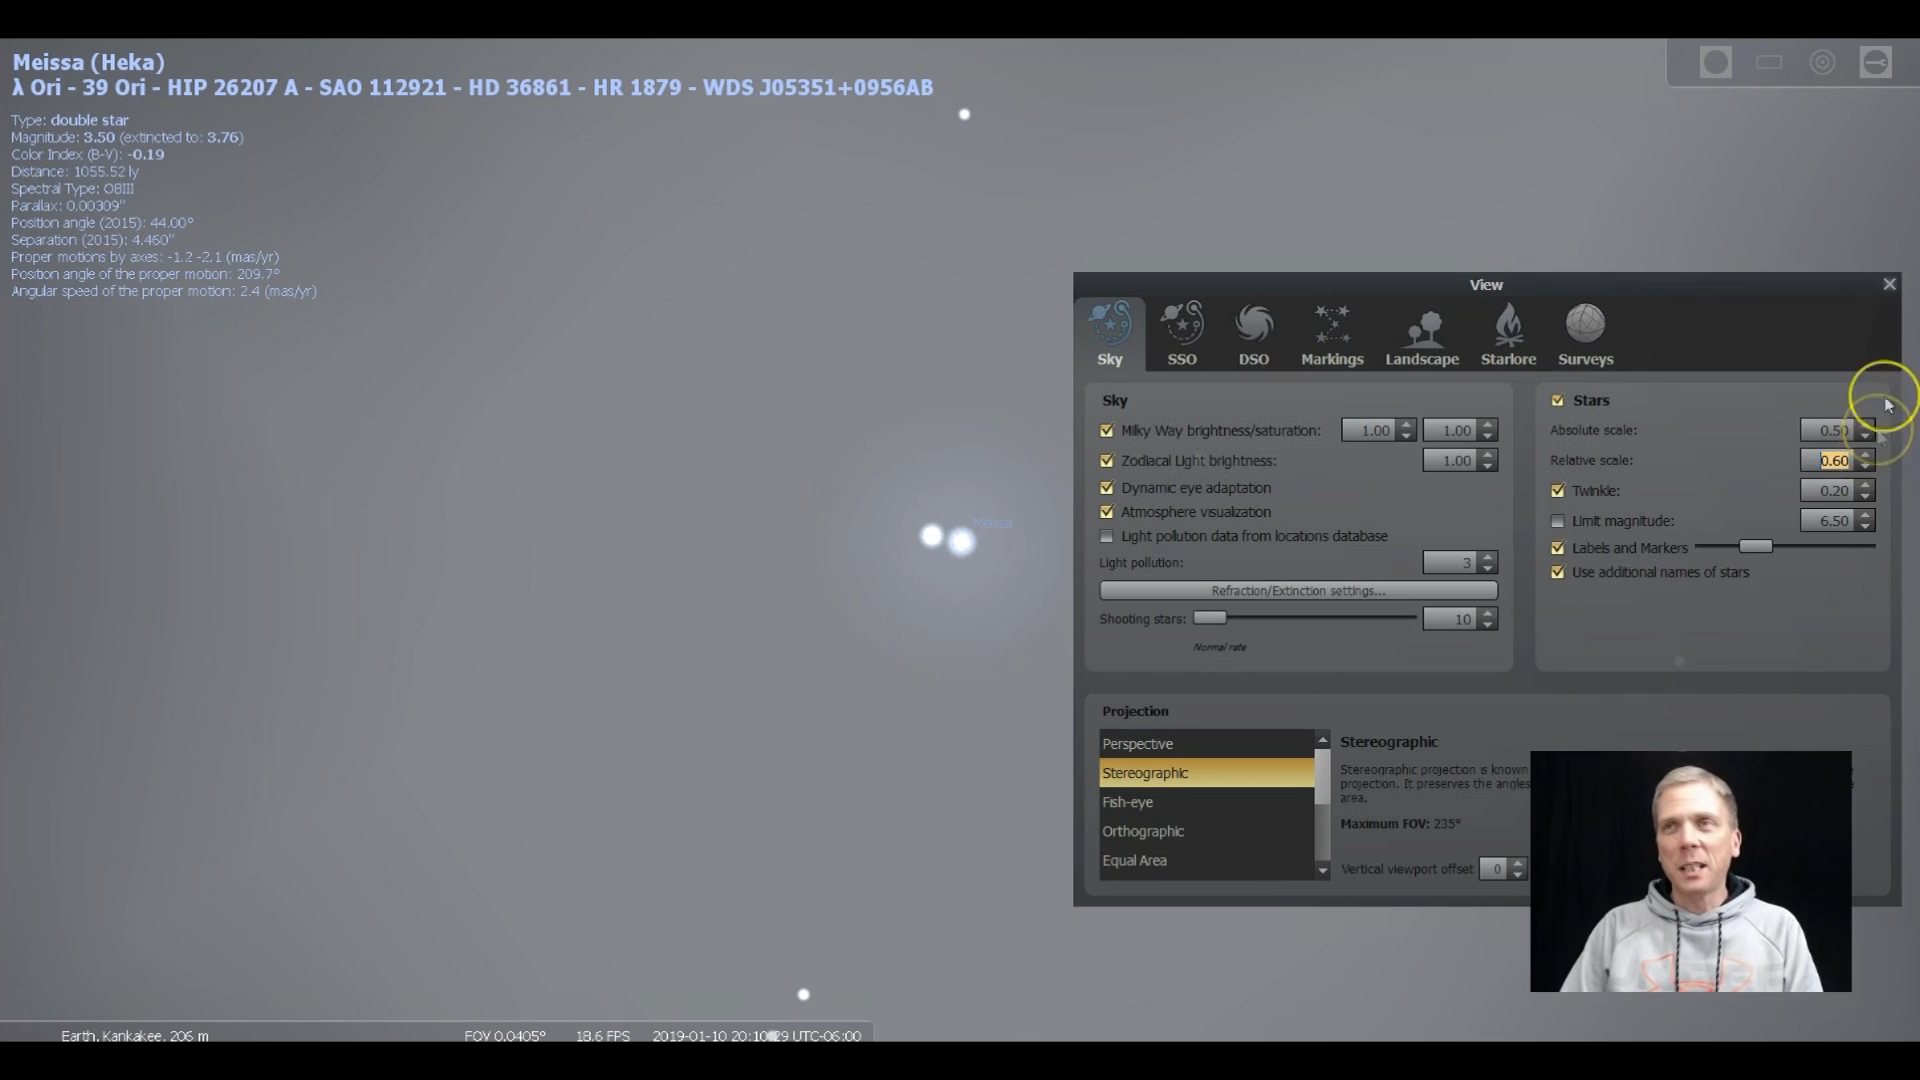 Meissa (Heka)
λ Ori - 39 Ori - HIP 26207 A - SAO 112921 - HD 36861 - HR 1879 - WDS J05351+0956AB
Type: double star
Magnitude: 3.50 (extincted to: 3.76)
Color Index (B-V): -0.19
Distance: 1055.52 ly
Spectral Type: O8III
Parallax: 0.00309"
Position angle (2015): 44.00°
Separation (2015): 4.460"
Proper motions by axes: -1.2 -2.1 (mas/yr)
Position angle of the proper motion: 209.7°
Angular speed of the proper motion: 2.4 (mas/yr)
Meissa
View
Sky SSO DSO Markings Landscape Starlore Surveys
Sky
Milky Way brightness/saturation: 1.00 1.00
Zodiacal Light brightness: 1.00
Dynamic eye adaptation
Atmosphere visualization
Light pollution data from locations database
Light pollution: 3
Refraction/Extinction settings...
Shooting stars: 10
Normal rate
Stars
Absolute scale: 0.50
Relative scale: 0.60
Twinkle: 0.20
Limit magnitude: 6.50
Labels and Markers
Use additional names of stars
Projection
Perspective
Stereographic
Fish-eye
Orthographic
Equal Area
Stereographic
Stereographic projection is known
projection. It preserves the angles
area.
Maximum FOV: 235°
Vertical viewport offset 0
Earth, Kankakee, 206 m FOV 0.0405° 18.6 FPS 2019-01-10 20:10:29 UTC-06:00